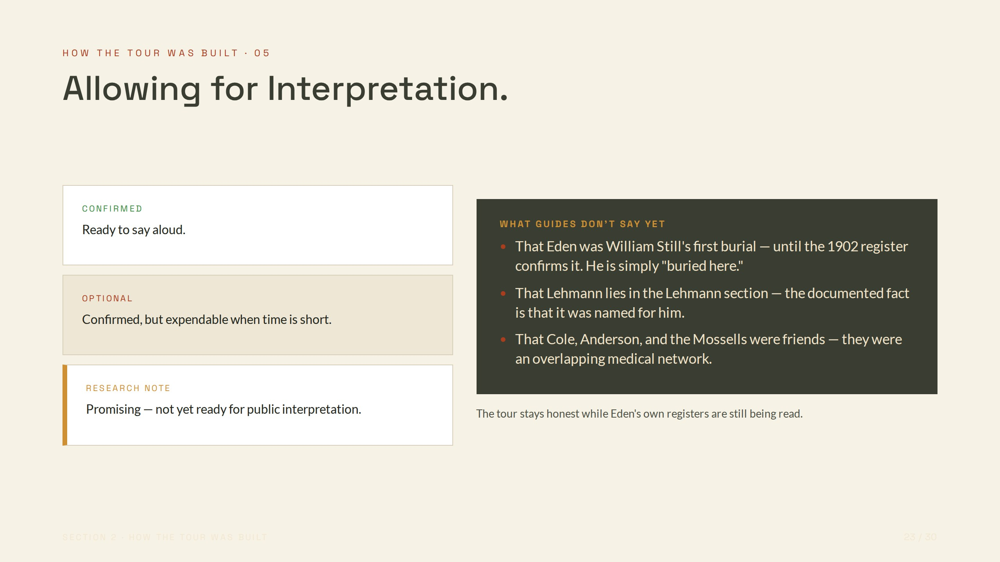 HOW THE TOUR WAS BUILT · 05
Allowing for Interpretation.
CONFIRMED
Ready to say aloud.
OPTIONAL
Confirmed, but expendable when time is short.
RESEARCH NOTE
Promising — not yet ready for public interpretation.
WHAT GUIDES DON’T SAY YET
• That Eden was William Still's first burial — until the 1902 register
confirms it. He is simply "buried here."
• That Lehmann lies in the Lehmann section — the documented fact
is that it was named for him.
• That Cole, Anderson, and the Mossells were friends — they were
an overlapping medical network.
The tour stays honest while Eden's own registers are still being read.
SECTION 2 · HOW THE TOUR WAS BUILT
23 / 30